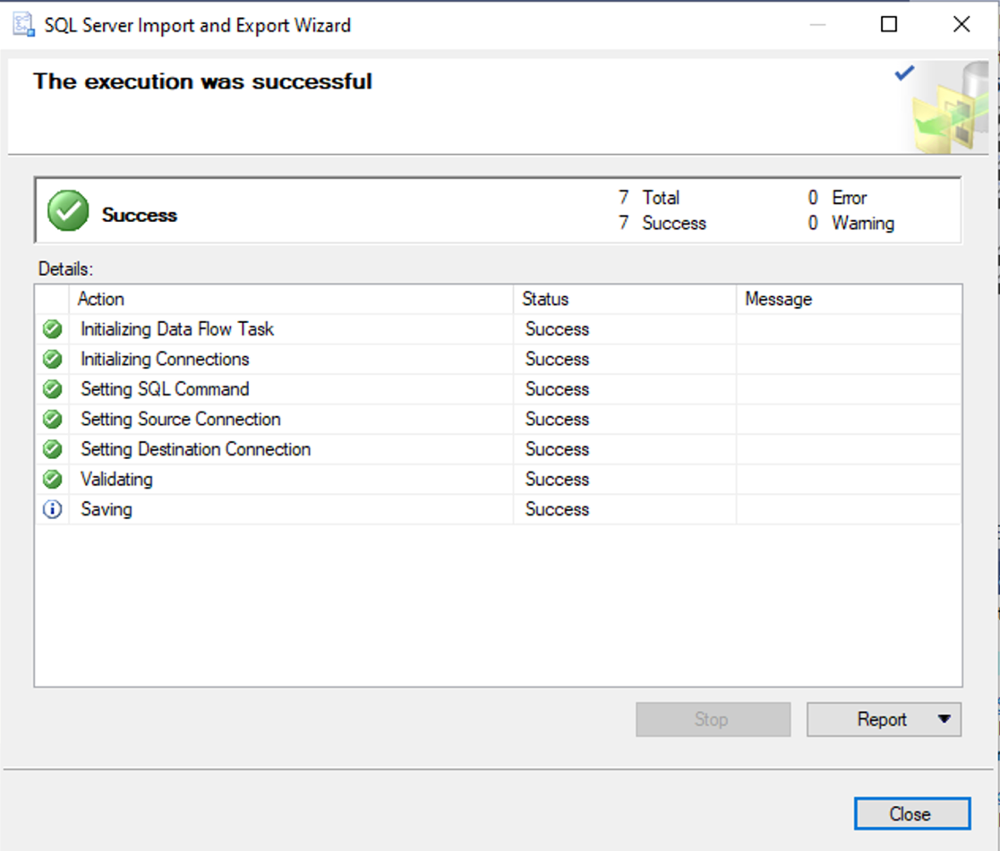 SQL Server Import and Export Wizard
The execution was successful
Success
7 Total 0 Error
7 Success 0 Warning
Details:
Action Status Message
Initializing Data Flow Task Success
Initializing Connections Success
Setting SQL Command Success
Setting Source Connection Success
Setting Destination Connection Success
Validating Success
Saving Success
Stop Report
Close